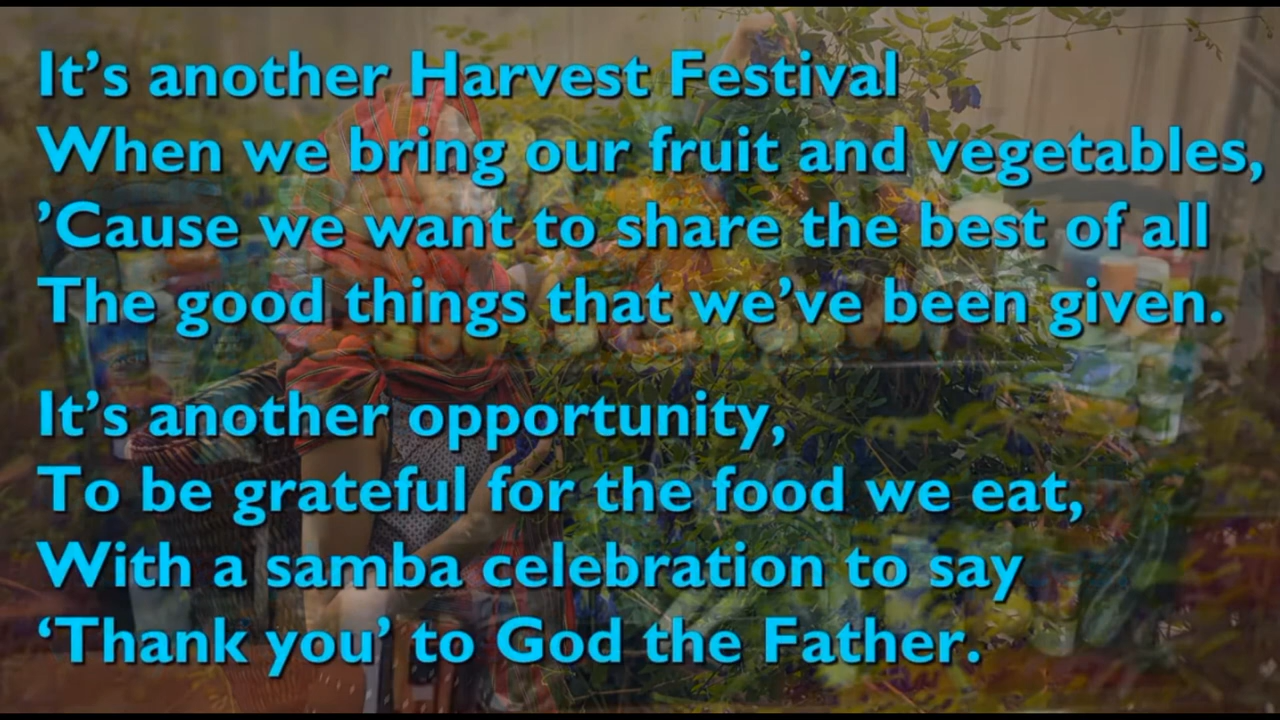 It’s another Harvest Festival
When we bring our fruit and vegetables,
’Cause we want to share the best of all
The good things that we’ve been given.
It’s another opportunity,
To be grateful for the food we eat,
With a samba celebration to say
‘Thank you’ to God the Father.